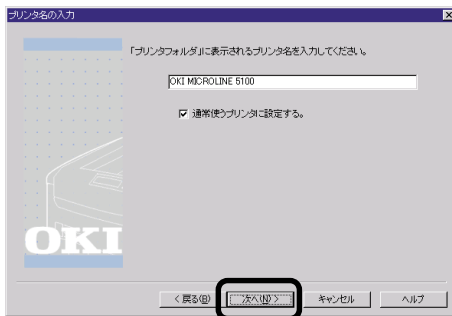 プリンタ名の入力
「プリンタフォルダ」に表示されるプリンタ名を入力してください。
OKI MICROLINE 5100
通常使うプリンタに設定する。
OKI
< 戻る(B)
次へ(N) >
キャンセル
ヘルプ